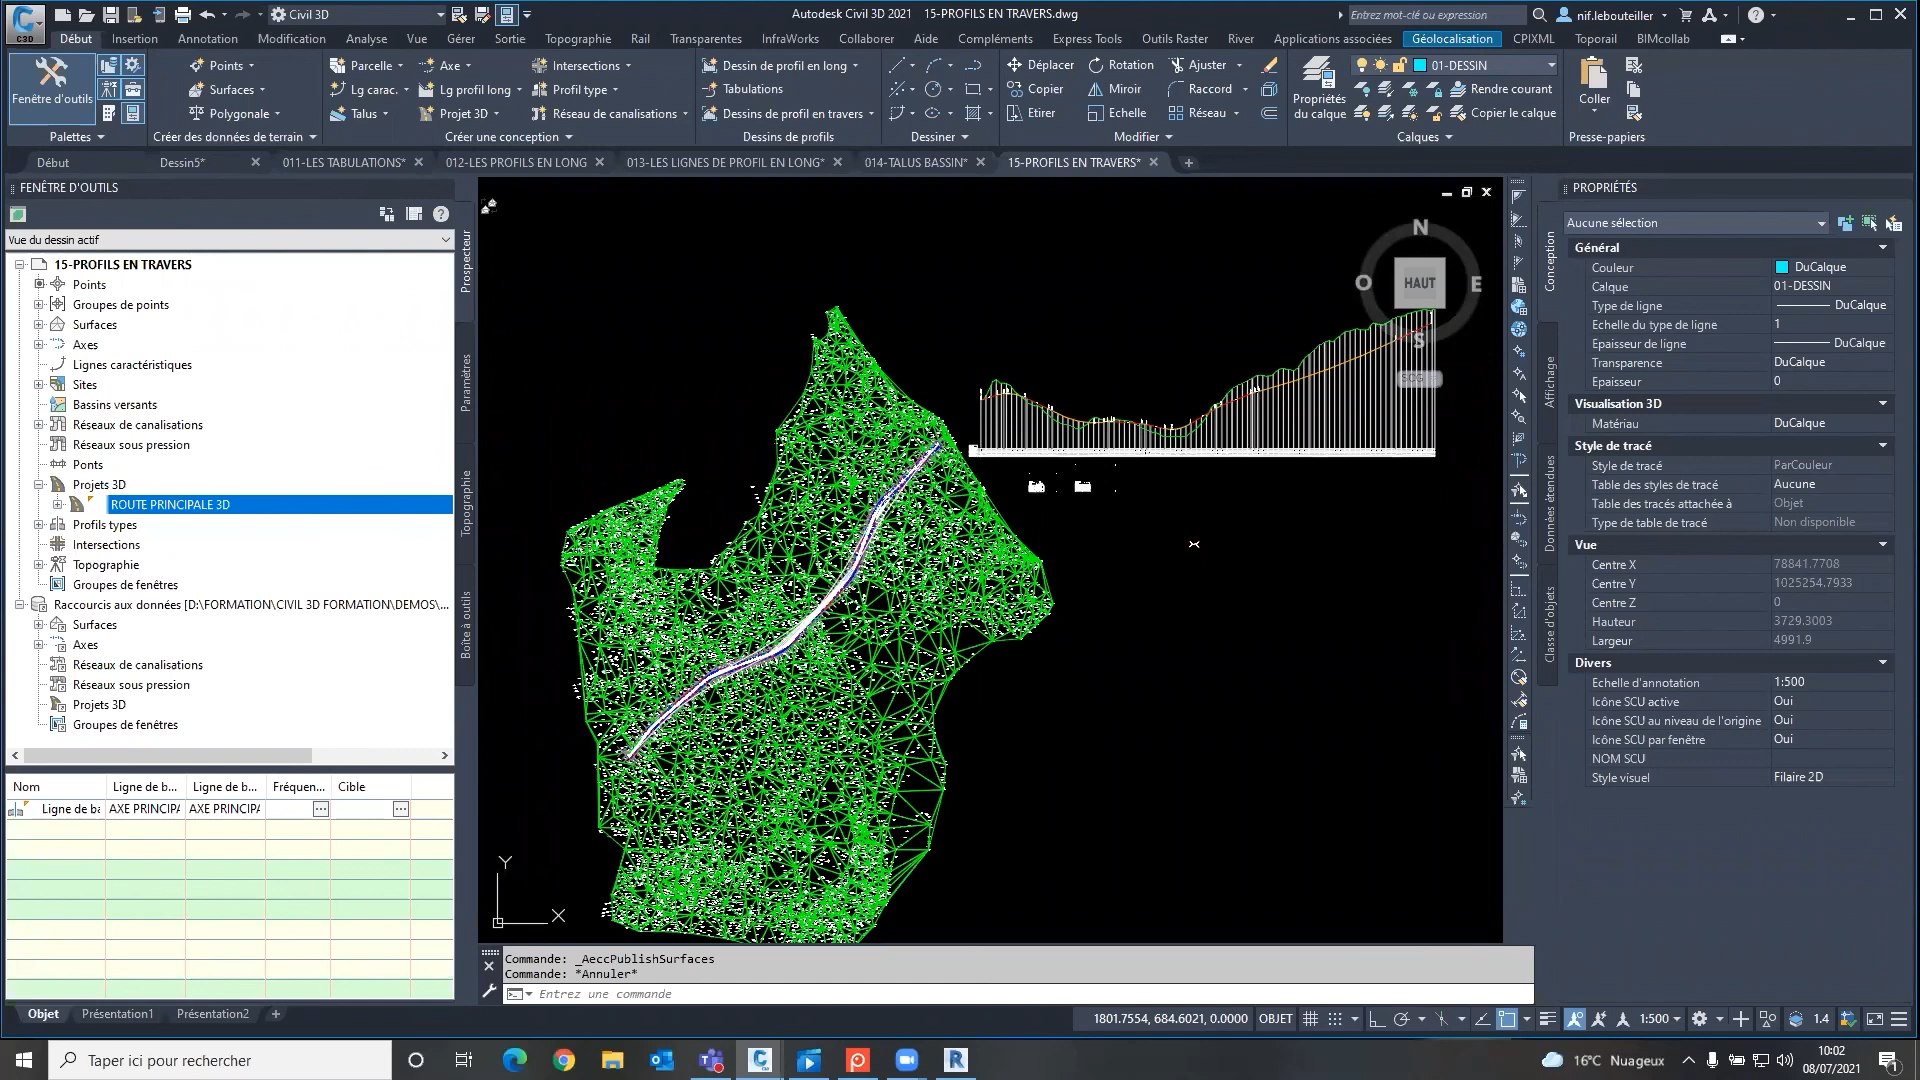 Civil 3D
Autodesk Civil 3D 2021 15-PROFILS EN TRAVERS.dwg
Entrez mot-clé ou expression
nif.lebouteiller
C3D
Début
Insertion
Annotation
Modification
Analyse
Vue
Gérer
Sortie
Topographie
Rail
Transparentes
InfraWorks
Collaborer
Aide
Compléments
Express Tools
Outils Raster
River
Applications associées
Géolocalisation
CPIXML
Toporail
BIMcollab
Fenêtre d'outils
Palettes
Points
Surfaces
Polygonale
Créer des données de terrain
Parcelle
Lg carac.
Talus
Axe
Lg profil long
Projet 3D
Intersections
Profil type
Réseau de canalisations
Créer une conception
Dessin de profil en long
Tabulations
Dessins de profil en travers
Dessins de profils
Dessiner
Déplacer
Rotation
Ajuster
Copier
Miroir
Raccord
Etirer
Echelle
Réseau
Modifier
Propriétés
du calque
01-DESSIN
Rendre courant
Copier le calque
Calques
Coller
Presse-papiers
Début
Dessin5*
011-LES TABULATIONS*
012-LES PROFILS EN LONG
013-LES LIGNES DE PROFIL EN LONG*
014-TALUS BASSIN*
15-PROFILS EN TRAVERS*
FENÊTRE D'OUTILS
Vue du dessin actif
15-PROFILS EN TRAVERS
Points
Groupes de points
Surfaces
Axes
Lignes caractéristiques
Sites
Bassins versants
Réseaux de canalisations
Réseaux sous pression
Ponts
Projets 3D
ROUTE PRINCIPALE 3D
Profils types
Intersections
Topographie
Groupes de fenêtres
Raccourcis aux données [D:\FORMATION\CIVIL 3D FORMATION\DEMOS\...
Surfaces
Axes
Réseaux de canalisations
Réseaux sous pression
Projets 3D
Groupes de fenêtres
Nom
Ligne de b...
Ligne de b...
Fréquen...
Cible
Ligne de ba
AXE PRINCIPA
AXE PRINCIPA
Prospecteur
Paramètres
Topographie
Boîte à outils
N
O
HAUT
E
S
SCG
Y
X
Commande: _AeccPublishSurfaces
Commande: *Annuler*
Entrez une commande
Conception
Affichage
Données étendues
Classe d'objets
PROPRIÉTÉS
Aucune sélection
Général
Couleur DuCalque
Calque 01-DESSIN
Type de ligne DuCalque
Echelle du type de ligne 1
Epaisseur de ligne DuCalque
Transparence DuCalque
Epaisseur 0
Visualisation 3D
Matériau DuCalque
Style de tracé
Style de tracé ParCouleur
Table des styles de tracé Aucune
Table des tracés attachée à Objet
Type de table de tracé Non disponible
Vue
Centre X 78841.7708
Centre Y 1025254.7933
Centre Z 0
Hauteur 3729.3003
Largeur 4991.9
Divers
Echelle d'annotation 1:500
Icône SCU active Oui
Icône SCU au niveau de l'origine Oui
Icône SCU par fenêtre Oui
NOM SCU
Style visuel Filaire 2D
Objet
Présentation1
Présentation2
1801.7554, 684.6021, 0.0000
OBJET
1:500
1.4
Taper ici pour rechercher
16°C Nuageux
10:02
08/07/2021
1